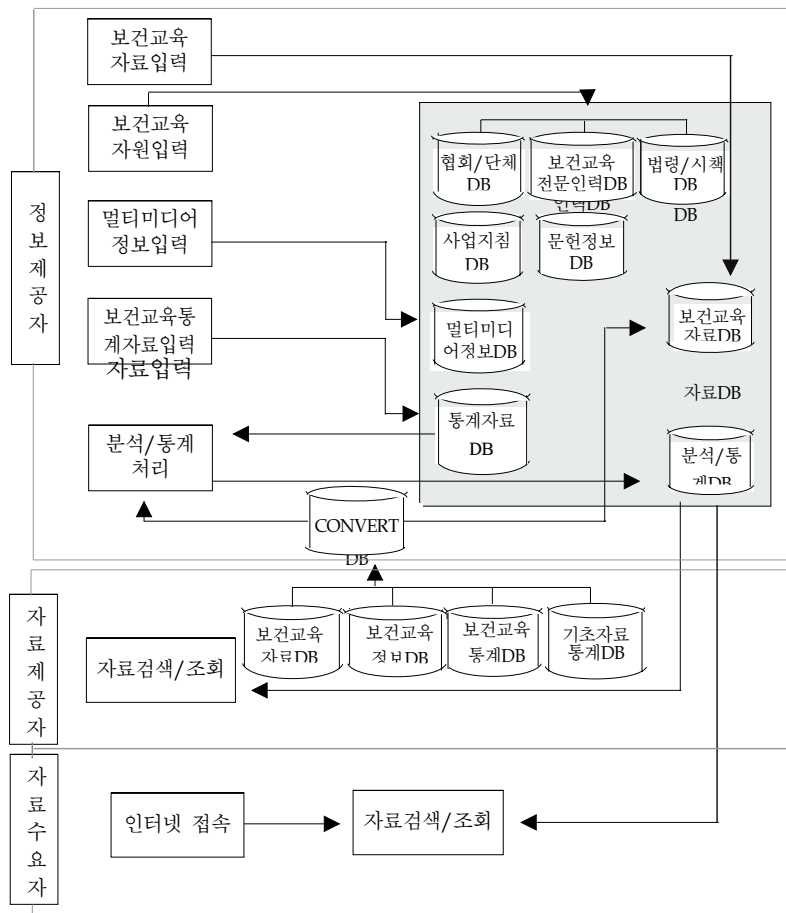 정
보
제
공
자
보건교육
자료입력
보건교육
자원입력
멀티미디어
정보입력
보건교육통
계자료입력
자료입력
분석/통계
처리
협회/단체
DB
보건교육
전문인력DB
인력DB
법령/시책
DB
DB
사업지침
DB
문헌정보
DB
멀티미디
어정보DB
보건교육
자료DB
자료DB
통계자료
DB
분석/통
계DB
CONVERT
DB
자
료
제
공
자
자료검색/조회
보건교육
자료DB
보건교육
정보DB
보건교육
통계DB
기초자료
통계DB
자
료
수
요
자
인터넷 접속
자료검색/조회